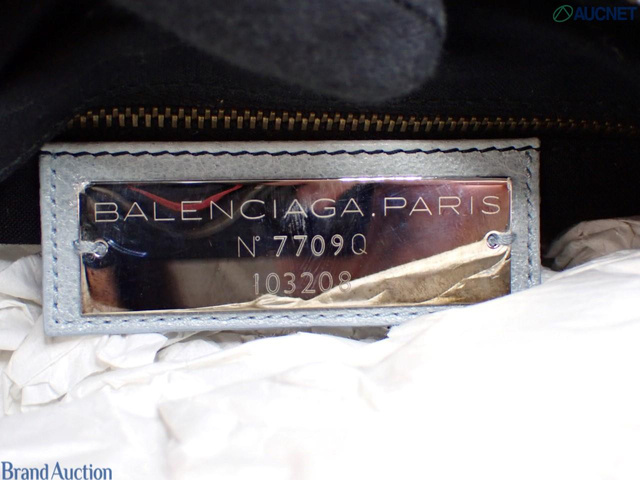 AUCNET
BALENCIAGA.PARIS
N° 7709Q
103208
Brand Auction